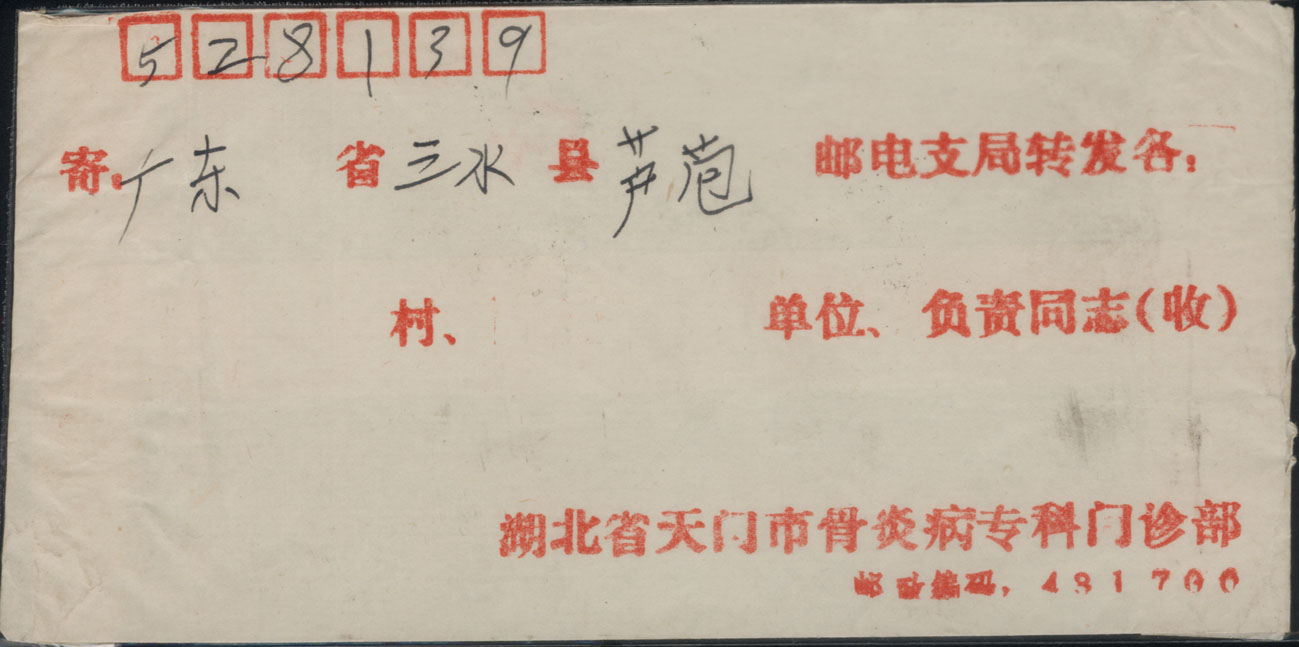 528139
寄:广东省三水县芦苞邮电支局转发各:
村、单位、负责同志(收)
湖北省天门市骨炎病专科门诊部
邮政编码:431700